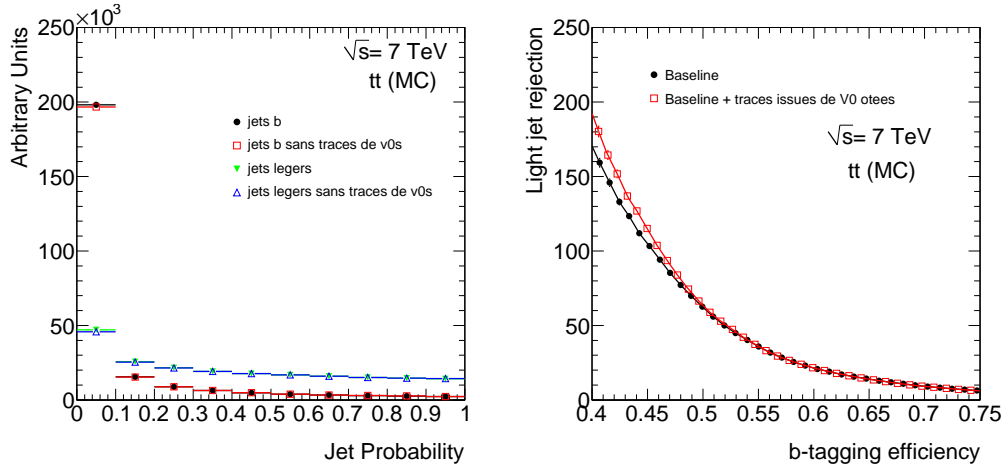 ×10³
Arbitrary Units
250
200
150
100
50
0
√s= 7 TeV
tt (MC)
jets b
jets b sans traces de v0s
jets legers
jets legers sans traces de v0s
0 0.1 0.2 0.3 0.4 0.5 0.6 0.7 0.8 0.9 1
Jet Probability
Light jet rejection
250
200
150
100
50
0
Baseline
Baseline + traces issues de V0 otees
√s= 7 TeV
tt (MC)
0.4 0.45 0.5 0.55 0.6 0.65 0.7 0.75
b-tagging efficiency